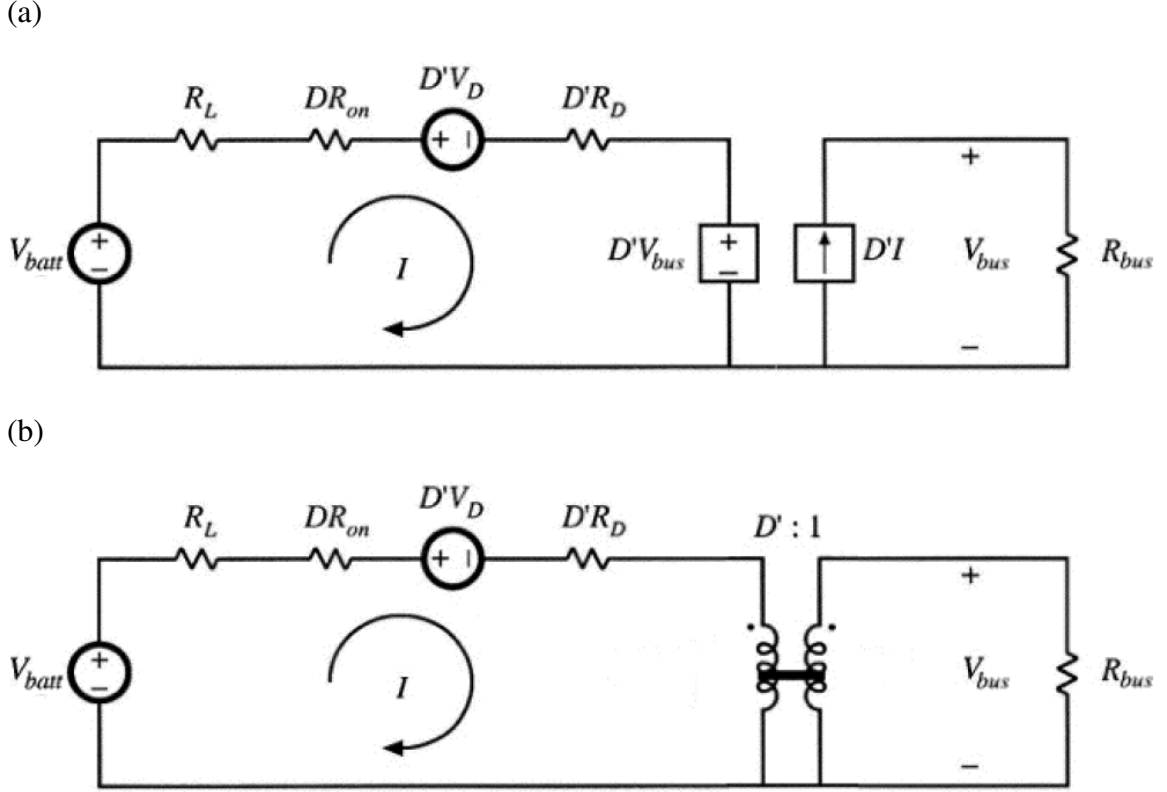 (a)
D'V_D
R_L DR_on D'R_D
+ −
+
V_batt + − D'V_bus + − D'I V_bus R_bus
I
−
(b)
D'V_D
R_L DR_on D'R_D D' : 1
+ −
+
V_batt + − V_bus R_bus
I
−